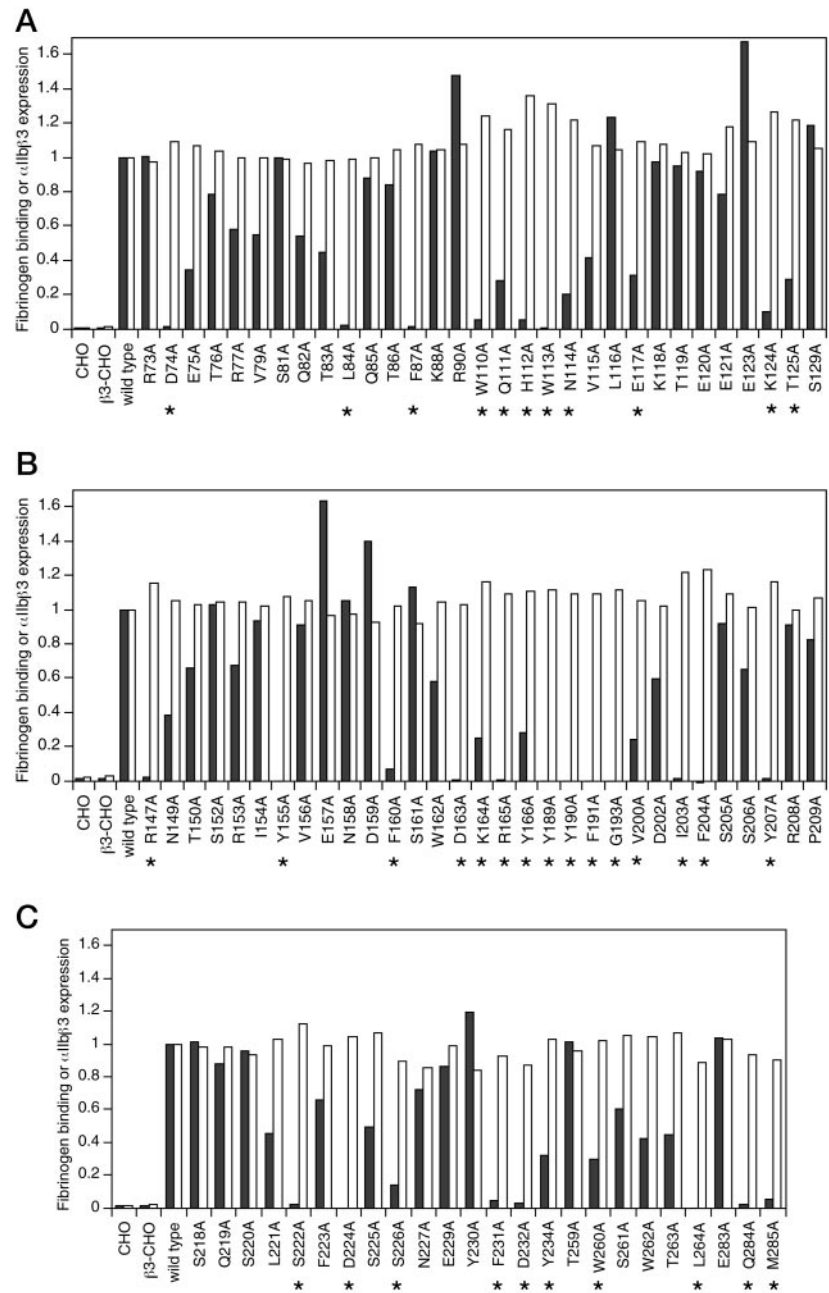 A
Fibrinogen binding or αIIbβ3 expression
1.6
1.4
1.2
1
0.8
0.6
0.4
0.2
0
CHO
β3-CHO
wild type
R73A
D74A
E75A
T76A
R77A
V79A
S81A
Q82A
T83A
L84A
Q85A
T86A
F87A
K88A
R90A
W110A
Q111A
H112A
W113A
N114A
V115A
L116A
E117A
K118A
T119A
E120A
E121A
E123A
K124A
T125A
S129A
* * * * * * * * * * *
B
Fibrinogen binding or αIIbβ3 expression
1.6
1.4
1.2
1
0.8
0.6
0.4
0.2
0
CHO
β3-CHO
wild type
R147A
N149A
T150A
S152A
R153A
I154A
Y155A
V156A
E157A
N158A
D159A
F160A
S161A
W162A
D163A
K164A
R165A
Y166A
Y189A
Y190A
F191A
G193A
V200A
D202A
I203A
F204A
S205A
S206A
Y207A
R208A
P209A
* * * * * * * * * * * * * * *
C
Fibrinogen binding or αIIbβ3 expression
1.6
1.4
1.2
1
0.8
0.6
0.4
0.2
0
CHO
β3-CHO
wild type
S218A
Q219A
S220A
L221A
S222A
F223A
D224A
S225A
S226A
N227A
E229A
Y230A
F231A
D232A
Y234A
T259A
W260A
S261A
W262A
T263A
L264A
E283A
Q284A
M285A
* * * * * * * * * *